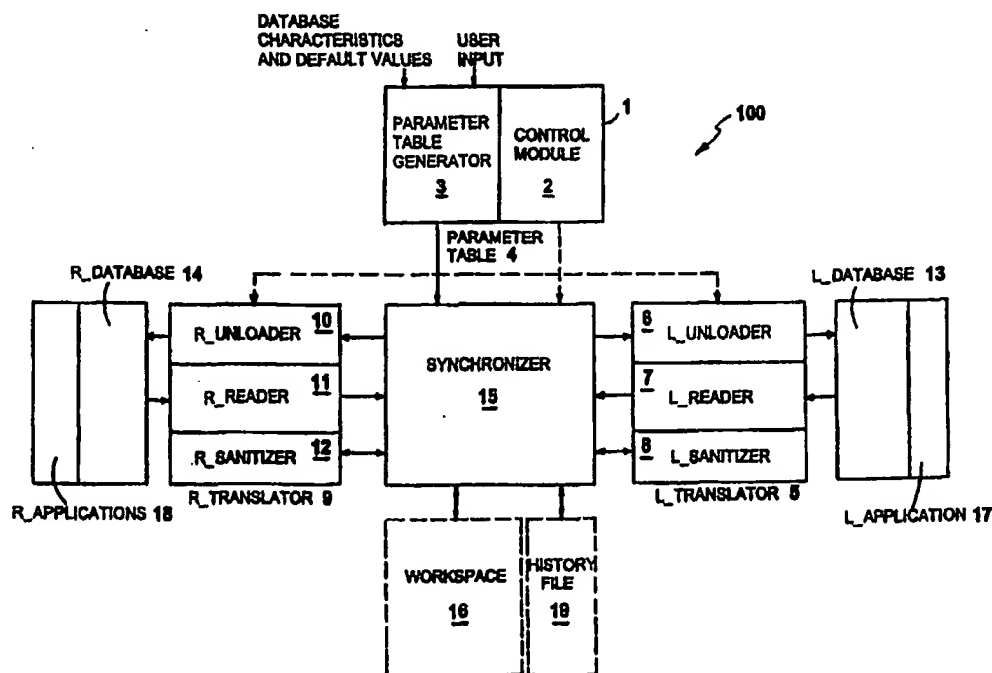 DATABASE
CHARACTERISTICS
AND DEFAULT VALUES
USER
INPUT
1
100
PARAMETER
TABLE
GENERATOR
3
CONTROL
MODULE
2
PARAMETER
TABLE 4
R_DATABASE 14
L_DATABASE 13
10
R_UNLOADER
11
R_READER
R_SANITIZER 12
R_TRANSLATOR 9
R_APPLICATIONS 18
SYNCHRONIZER
15
6
L_UNLOADER
7
L_READER
8
L_SANITIZER
L_TRANSLATOR 5
L_APPLICATION 17
WORKSPACE
16
HISTORY
FILE
19